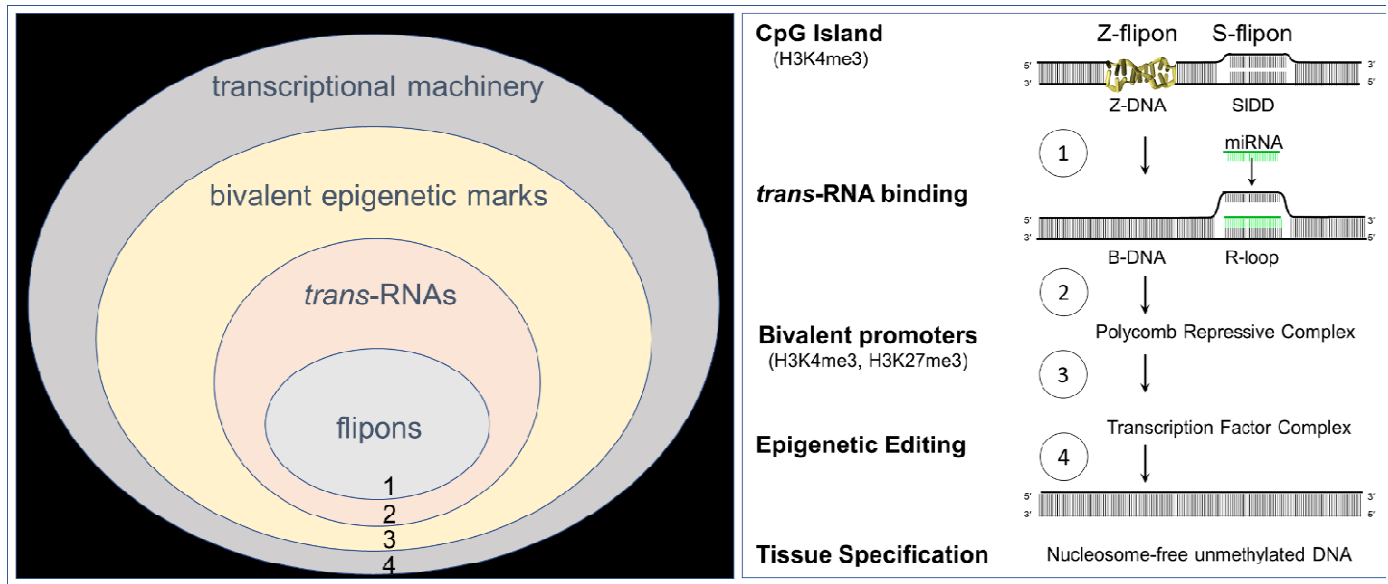 transcriptional machinery
bivalent epigenetic marks
trans-RNAs
flipons
1
2
3
4
CpG Island
(H3K4me3)
Z-flipon S-flipon
5′ 3′
3′ 5′
Z-DNA SIDD
1
miRNA
trans-RNA binding
5′ 3′
3′ 5′
B-DNA R-loop
2
Bivalent promoters
(H3K4me3, H3K27me3)
Polycomb Repressive Complex
3
Epigenetic Editing
Transcription Factor Complex
4
5′ 3′
3′ 5′
Tissue Specification
Nucleosome-free unmethylated DNA